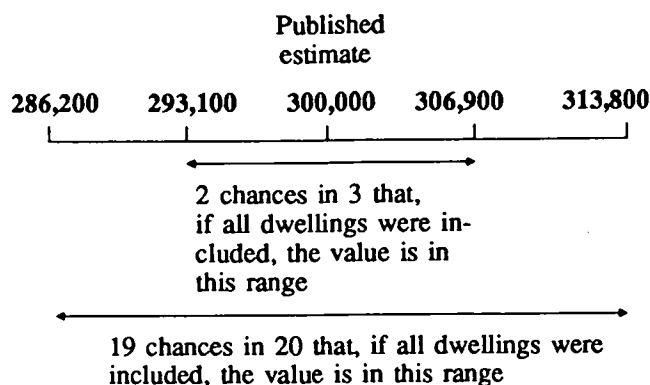 Published
estimate
286,200 293,100 300,000 306,900 313,800
2 chances in 3 that,
if all dwellings were in-
cluded, the value is in
this range
19 chances in 20 that, if all dwellings were
included, the value is in this range